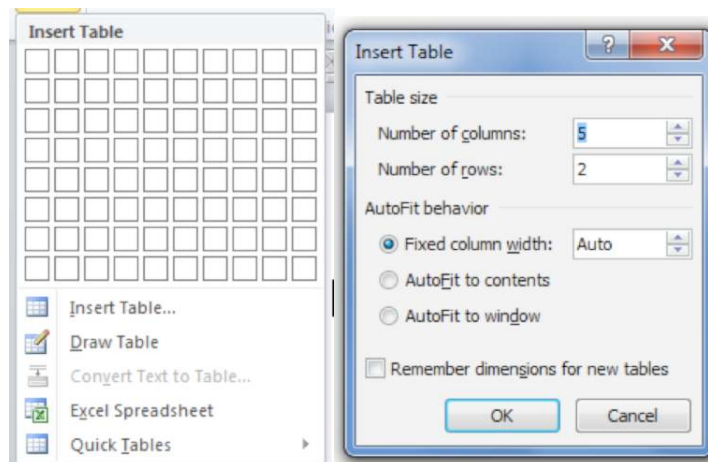 Insert Table
Insert Table...
Draw Table
Convert Text to Table...
Excel Spreadsheet
Quick Tables
Insert Table
Table size
Number of columns: 5
Number of rows: 2
AutoFit behavior
Fixed column width: Auto
AutoFit to contents
AutoFit to window
Remember dimensions for new tables
OK Cancel